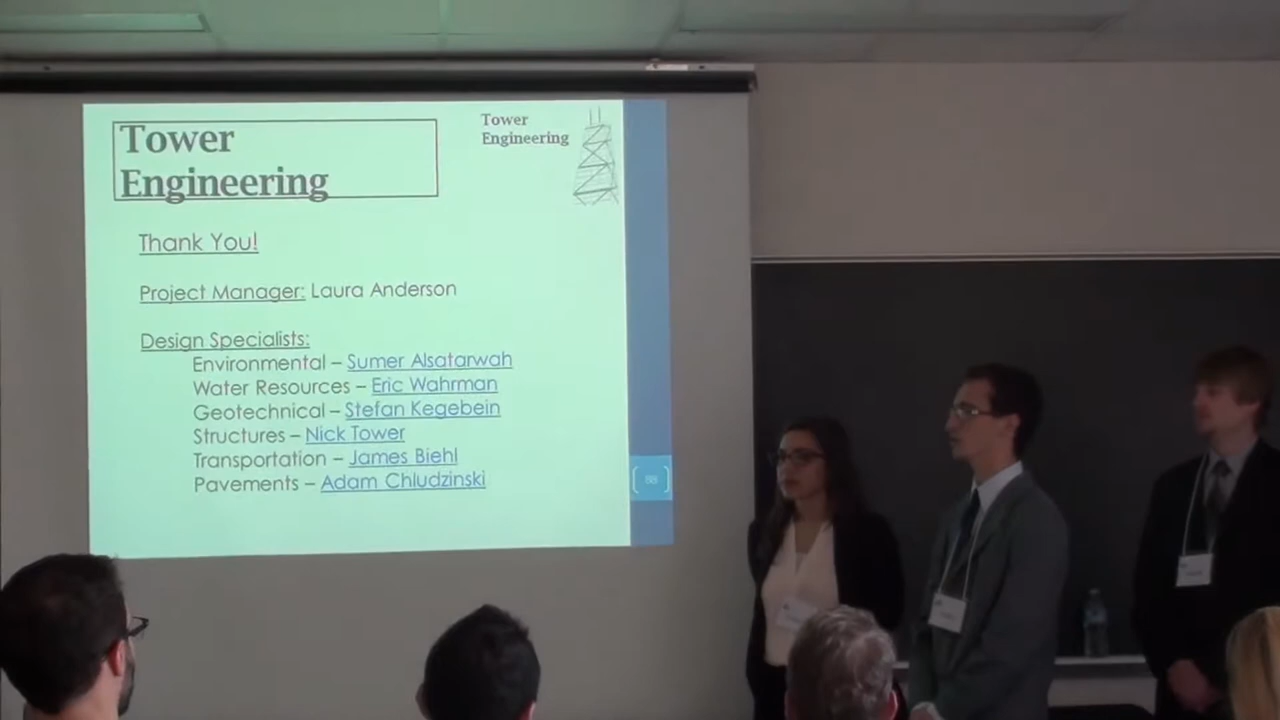 Tower
Engineering
Tower
Engineering
Thank You!
Project Manager: Laura Anderson
Design Specialists:
Environmental – Sumer Alsatarwah
Water Resources – Eric Wahrman
Geotechnical – Stefan Kegebein
Structures – Nick Tower
Transportation – James Biehl
Pavements – Adam Chludzinski